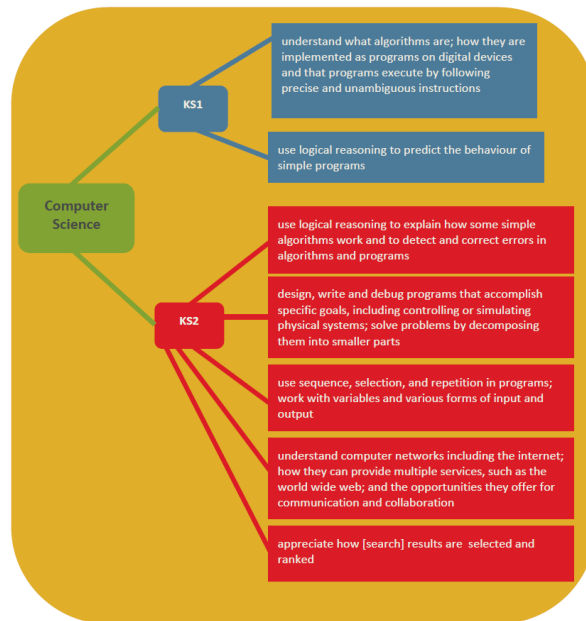 understand what algorithms are; how they are
implemented as programs on digital devices
and that programs execute by following
precise and unambiguous instructions
KS1
use logical reasoning to predict the behaviour of
simple programs
Computer
Science
use logical reasoning to explain how some simple
algorithms work and to detect and correct errors in
algorithms and programs
KS2
design, write and debug programs that accomplish
specific goals, including controlling or simulating
physical systems; solve problems by decomposing
them into smaller parts
use sequence, selection, and repetition in programs;
work with variables and various forms of input and
output
understand computer networks including the internet;
how they can provide multiple services, such as the
world wide web; and the opportunities they offer for
communication and collaboration
appreciate how [search] results are selected and
ranked